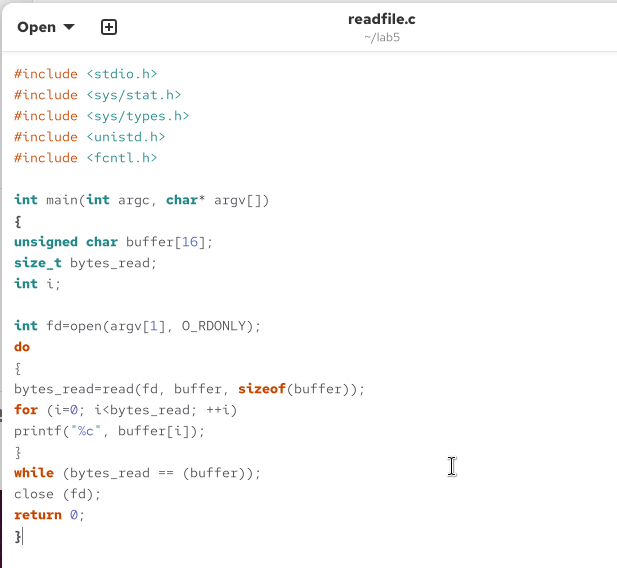 Open
readfile.c
~/lab5
#include <stdio.h>
#include <sys/stat.h>
#include <sys/types.h>
#include <unistd.h>
#include <fcntl.h>
int main(int argc, char* argv[])
{
unsigned char buffer[16];
size_t bytes_read;
int i;
int fd=open(argv[1], O_RDONLY);
do
{
bytes_read=read(fd, buffer, sizeof(buffer));
for (i=0; i<bytes_read; ++i)
printf("%c", buffer[i]);
}
while (bytes_read == (buffer));
close (fd);
return 0;
}